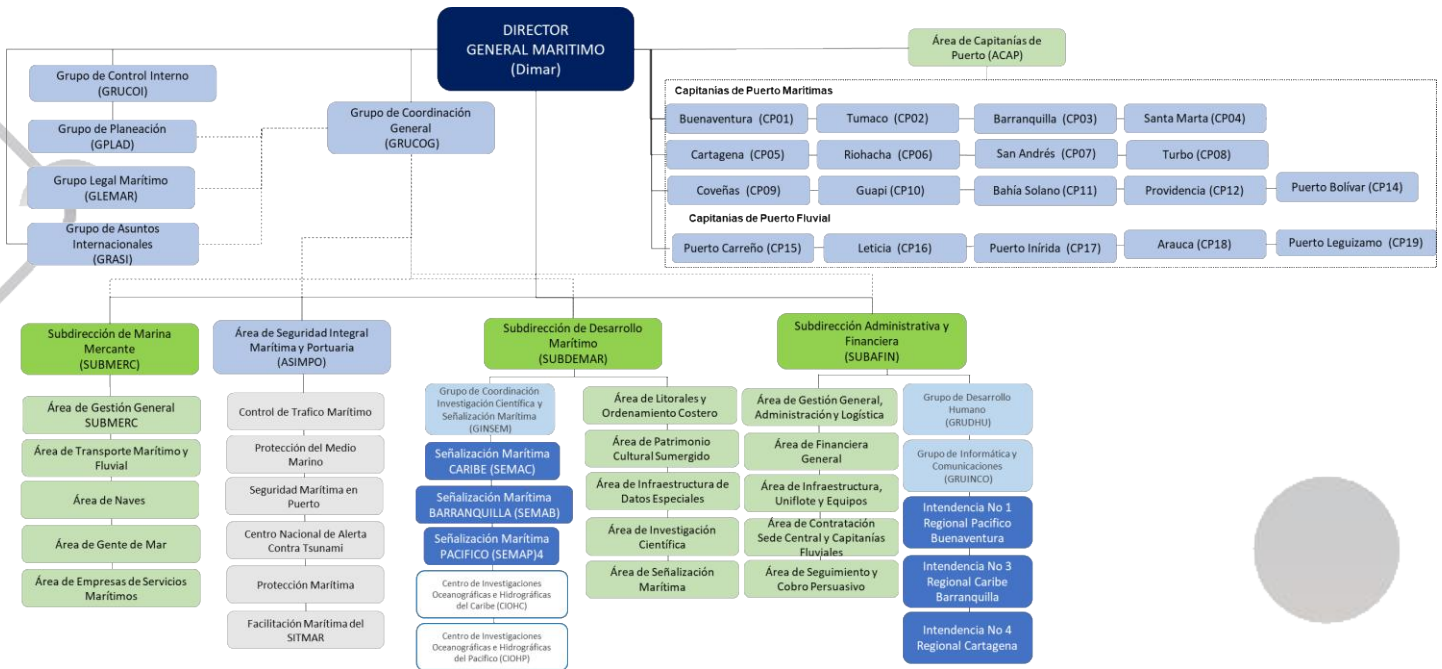 DIRECTOR
GENERAL MARITIMO
(Dimar)
Área de Capitanías de
Puerto (ACAP)
Grupo de Control Interno
(GRUCOI)
Grupo de Planeación
(GPLAD)
Grupo Legal Marítimo
(GLEMAR)
Grupo de Asuntos
Internacionales
(GRASI)
Grupo de Coordinación
General
(GRUCOG)
Capitanias de Puerto Maritimas
Buenaventura (CP01)
Tumaco (CP02)
Barranquilla (CP03)
Santa Marta (CP04)
Cartagena (CP05)
Riohacha (CP06)
San Andrés (CP07)
Turbo (CP08)
Coveñas (CP09)
Guapi (CP10)
Bahía Solano (CP11)
Providencia (CP12)
Puerto Bolívar (CP14)
Capitanias de Puerto Fluvial
Puerto Carreño (CP15)
Leticia (CP16)
Puerto Inírida (CP17)
Arauca (CP18)
Puerto Leguizamo (CP19)
Subdirección de Marina
Mercante
(SUBMERC)
Área de Gestión General
SUBMERC
Área de Transporte Marítimo y
Fluvial
Área de Naves
Área de Gente de Mar
Área de Empresas de Servicios
Marítimos
Área de Seguridad Integral
Marítima y Portuaria
(ASIMPO)
Control de Trafico Marítimo
Protección del Medio
Marino
Seguridad Marítima en
Puerto
Centro Nacional de Alerta
Contra Tsunami
Protección Marítima
Facilitación Marítima del
SITMAR
Subdirección de Desarrollo
Marítimo
(SUBDEMAR)
Grupo de Coordinación
Investigación Científica y
Señalización Marítima
(GINSEM)
Señalización Marítima
CARIBE (SEMAC)
Señalización Marítima
BARRANQUILLA (SEMAB)
Señalización Marítima
PACIFICO (SEMAP)4
Centro de Investigaciones
Oceanográficas e Hidrográficas
del Caribe (CIOHC)
Centro de Investigaciones
Oceanográficas e Hidrográficas
del Pacifico (CIOHP)
Área de Litorales y
Ordenamiento Costero
Área de Patrimonio
Cultural Sumergido
Área de Infraestructura de
Datos Especiales
Área de Investigación
Científica
Área de Señalización
Marítima
Subdirección Administrativa y
Financiera
(SUBAFIN)
Área de Gestión General,
Administración y Logística
Área de Financiera
General
Área de Infraestructura,
Uniflote y Equipos
Área de Contratación
Sede Central y Capitanías
Fluviales
Área de Seguimiento y
Cobro Persuasivo
Grupo de Desarrollo
Humano
(GRUDHU)
Grupo de Informática y
Comunicaciones
(GRUINCO)
Intendencia No 1
Regional Pacifico
Buenaventura
Intendencia No 3
Regional Caribe
Barranquilla
Intendencia No 4
Regional Cartagena